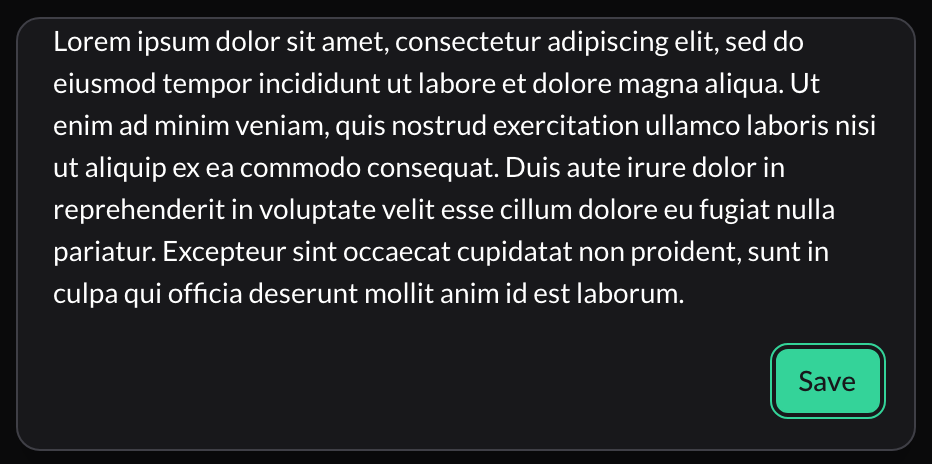 Lorem ipsum dolor sit amet, consectetur adipiscing elit, sed do
eiusmod tempor incididunt ut labore et dolore magna aliqua. Ut
enim ad minim veniam, quis nostrud exercitation ullamco laboris nisi
ut aliquip ex ea commodo consequat. Duis aute irure dolor in
reprehenderit in voluptate velit esse cillum dolore eu fugiat nulla
pariatur. Excepteur sint occaecat cupidatat non proident, sunt in
culpa qui officia deserunt mollit anim id est laborum.
Save